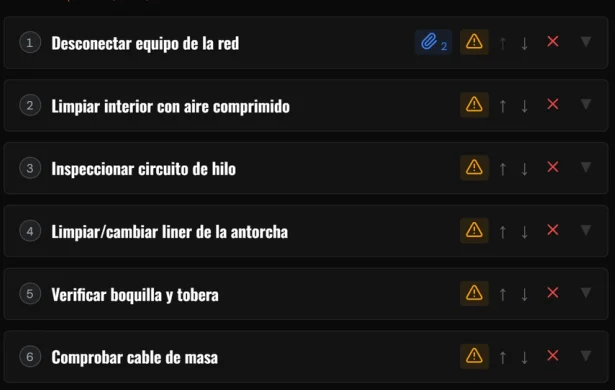 1 Desconectar equipo de la red 2
2 Limpiar interior con aire comprimido
3 Inspeccionar circuito de hilo
4 Limpiar/cambiar liner de la antorcha
5 Verificar boquilla y tobera
6 Comprobar cable de masa